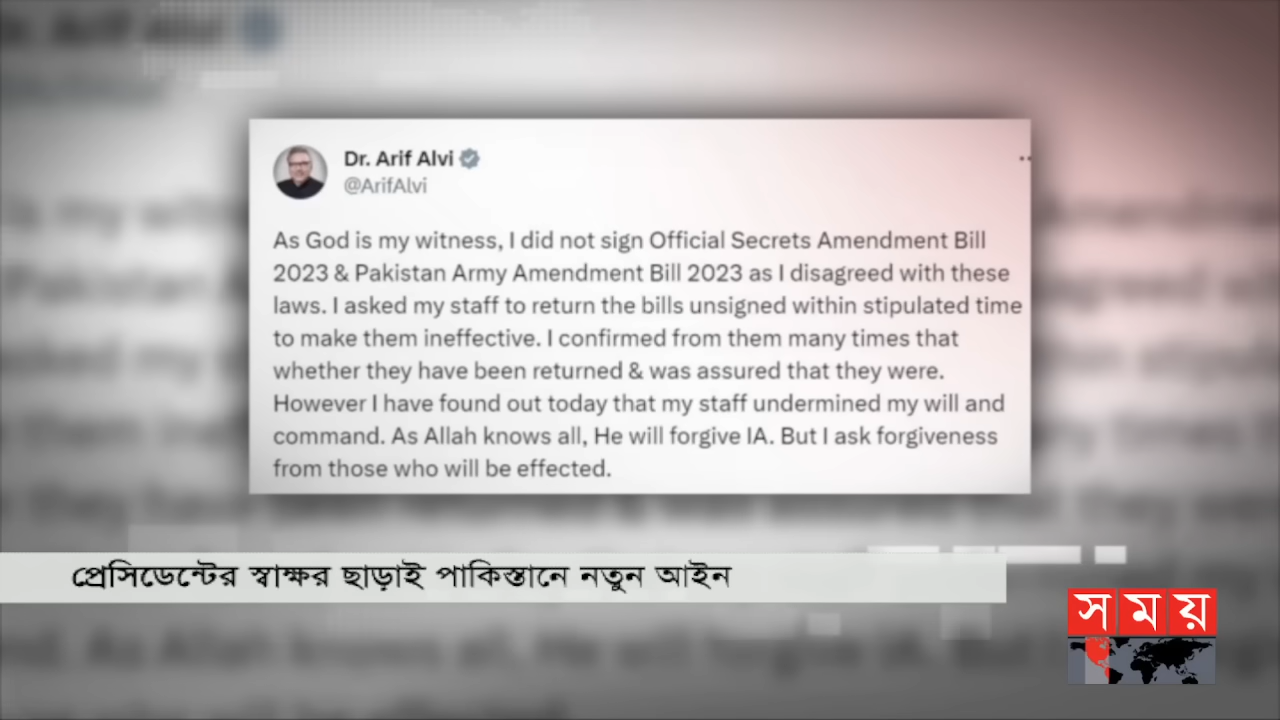 Dr. Arif Alvi
@ArifAlvi
As God is my witness, I did not sign Official Secrets Amendment Bill
2023 & Pakistan Army Amendment Bill 2023 as I disagreed with these
laws. I asked my staff to return the bills unsigned within stipulated time
to make them ineffective. I confirmed from them many times that
whether they have been returned & was assured that they were.
However I have found out today that my staff undermined my will and
command. As Allah knows all, He will forgive IA. But I ask forgiveness
from those who will be effected.
প্রেসিডেন্টের স্বাক্ষর ছাড়াই পাকিস্তানে নতুন আইন
সময়